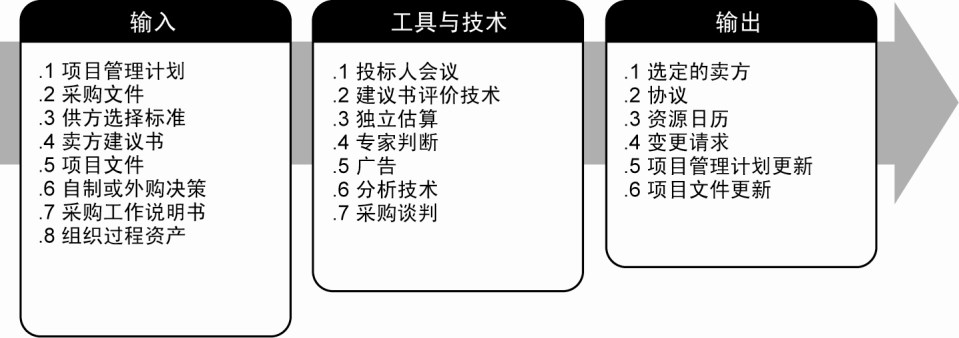 输入
.1 项目管理计划
.2 采购文件
.3 供方选择标准
.4 卖方建议书
.5 项目文件
.6 自制或外购决策
.7 采购工作说明书
.8 组织过程资产
工具与技术
.1 投标人会议
.2 建议书评价技术
.3 独立估算
.4 专家判断
.5 广告
.6 分析技术
.7 采购谈判
输出
.1 选定的卖方
.2 协议
.3 资源日历
.4 变更请求
.5 项目管理计划更新
.6 项目文件更新